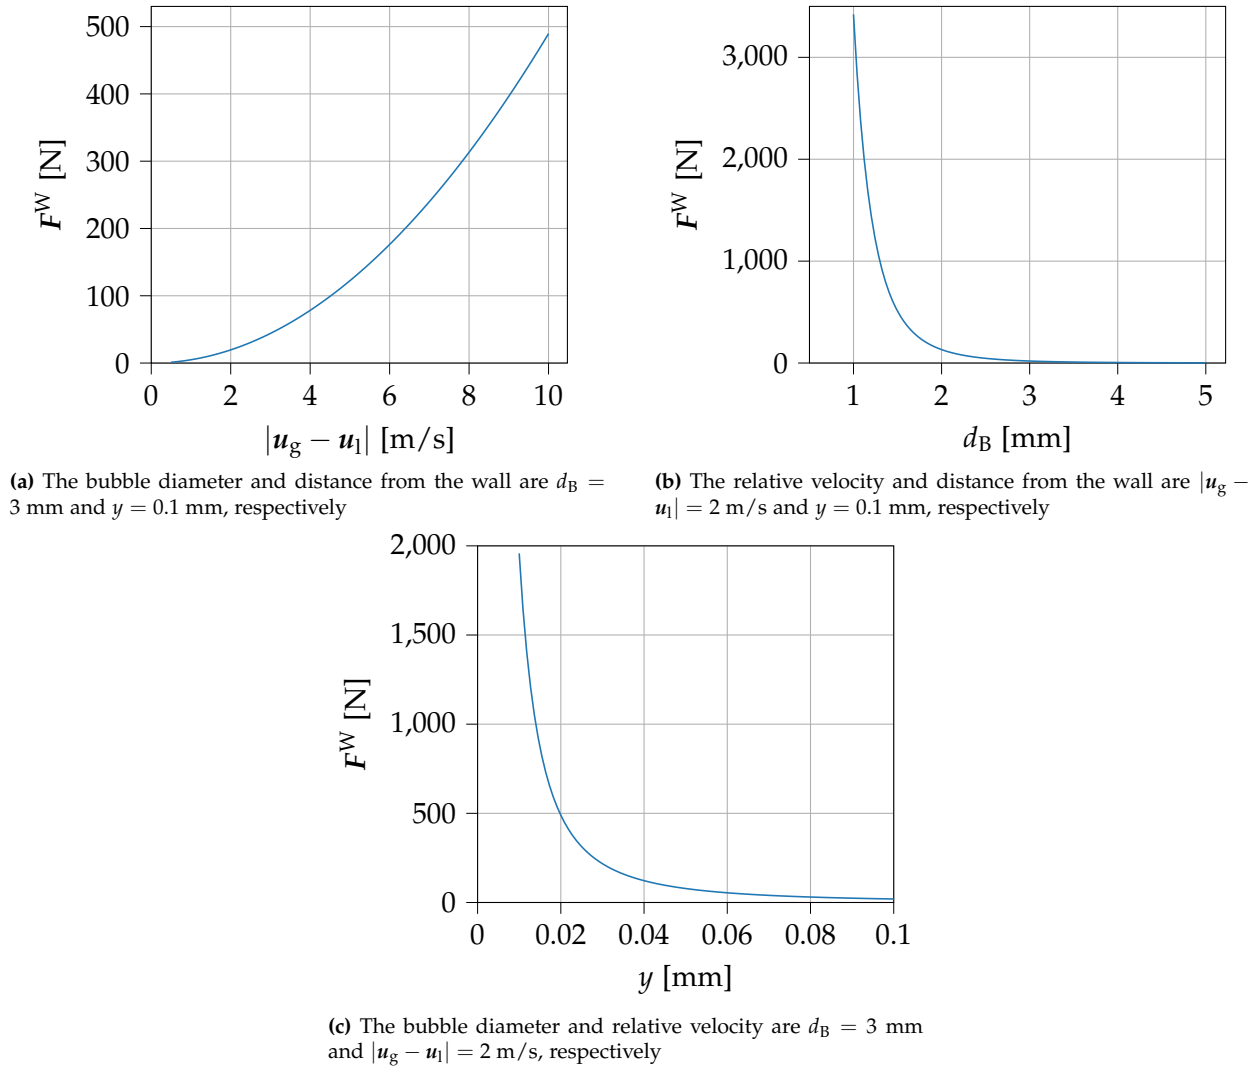 500
400
300
200
100
0
F^W [N]
0 2 4 6 8 10
|u_g − u_l| [m/s]
(a) The bubble diameter and distance from the wall are d_B =
3 mm and y = 0.1 mm, respectively
3,000
2,000
1,000
0
F^W [N]
1 2 3 4 5
d_B [mm]
(b) The relative velocity and distance from the wall are |u_g −
u_l| = 2 m/s and y = 0.1 mm, respectively
2,000
1,500
1,000
500
0
F^W [N]
0 0.02 0.04 0.06 0.08 0.1
y [mm]
(c) The bubble diameter and relative velocity are d_B = 3 mm
and |u_g − u_l| = 2 m/s, respectively